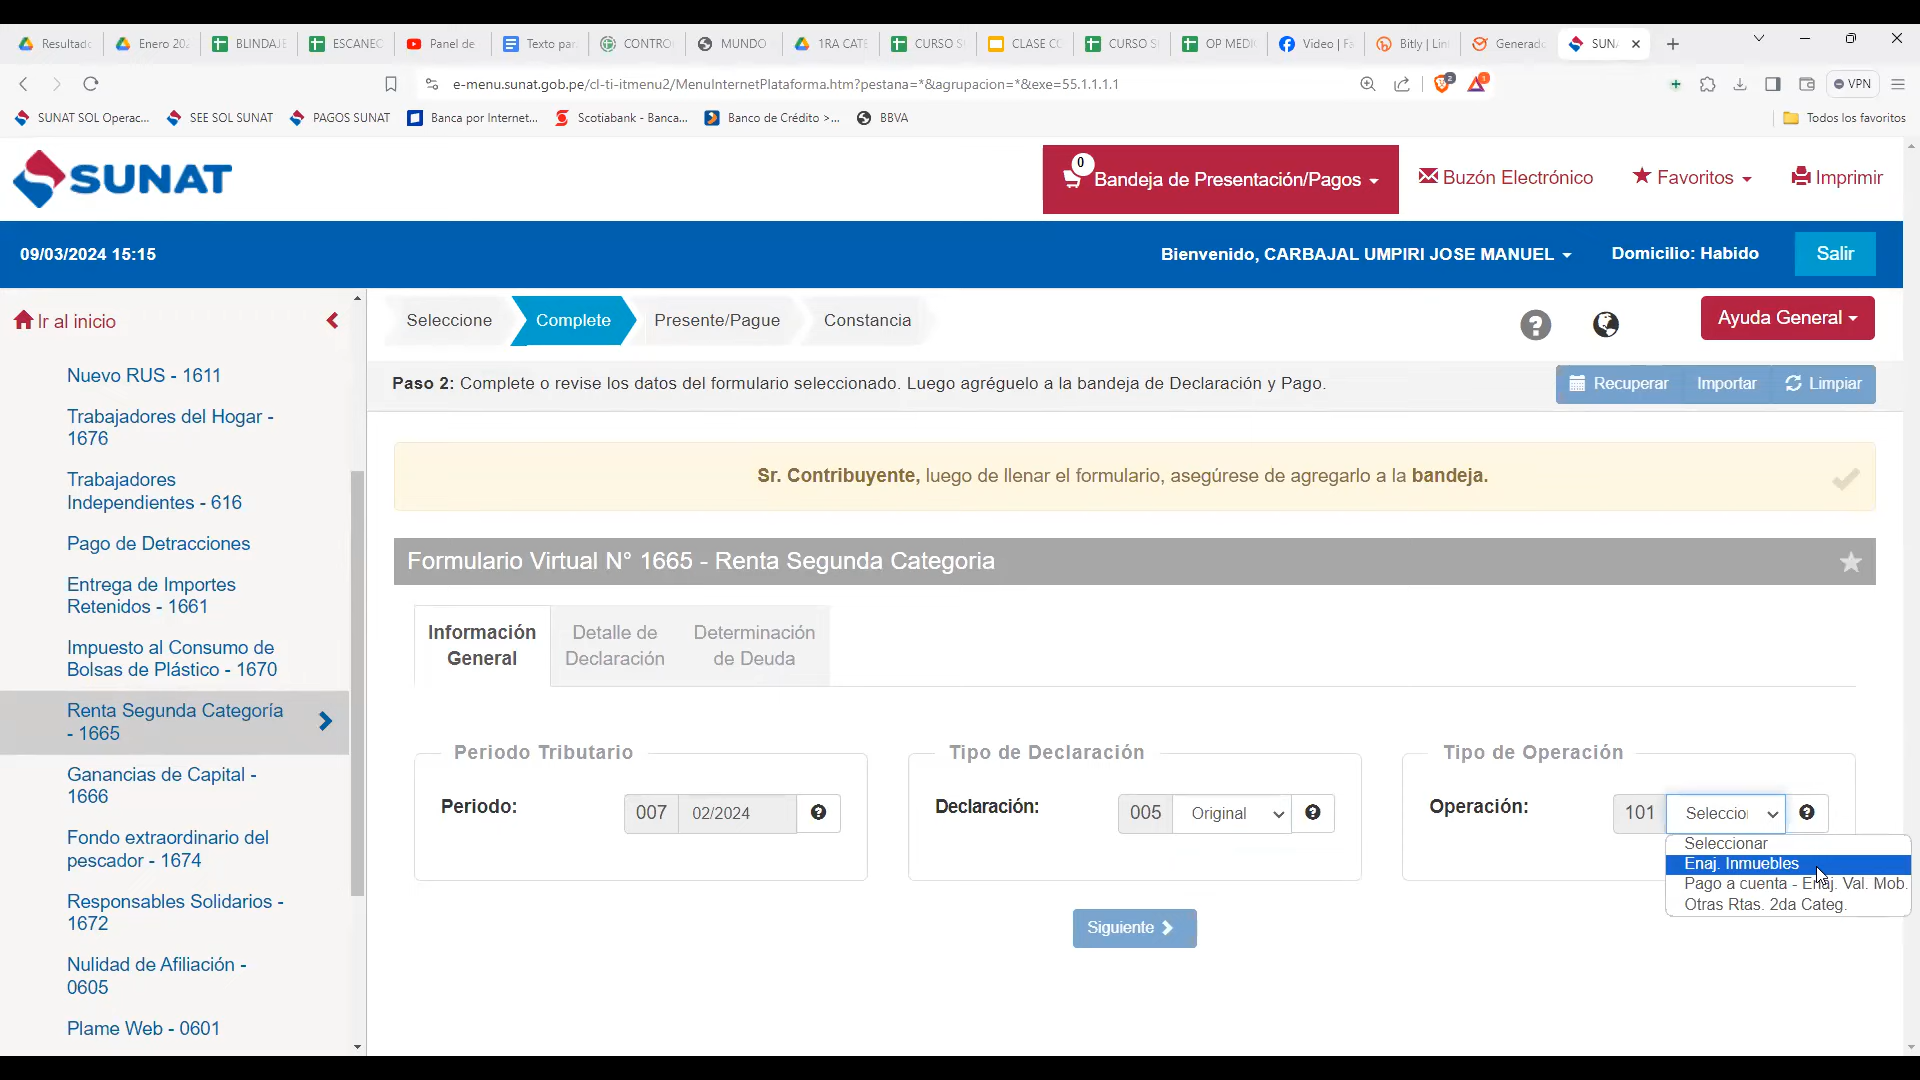 Resultado
Enero 202
BLINDAJE
ESCANEO
Panel de
Texto par
CONTRO
MUNDO
1RA CATE
CURSO S
CLASE CO
CURSO S
OP MEDI
Video | Fa
Bitly | Lin
Generado
SUN
e-menu.sunat.gob.pe/cl-ti-itmenu2/MenuInternetPlataforma.htm?pestana=*&agrupacion=*&exe=55.1.1.1.1
2
1
VPN
SUNAT SOL Operac...
SEE SOL SUNAT
PAGOS SUNAT
Banca por Internet...
Scotiabank - Banca...
Banco de Crédito >...
BBVA
Todos los favoritos
SUNAT
0
Bandeja de Presentación/Pagos
Buzón Electrónico
Favoritos
Imprimir
09/03/2024 15:15
Bienvenido, CARBAJAL UMPIRI JOSE MANUEL
Domicilio: Habido
Salir
Ir al inicio
Nuevo RUS - 1611
Trabajadores del Hogar -
1676
Trabajadores
Independientes - 616
Pago de Detracciones
Entrega de Importes
Retenidos - 1661
Impuesto al Consumo de
Bolsas de Plástico - 1670
Renta Segunda Categoría
- 1665
Ganancias de Capital -
1666
Fondo extraordinario del
pescador - 1674
Responsables Solidarios -
1672
Nulidad de Afiliación -
0605
Plame Web - 0601
Seleccione
Complete
Presente/Pague
Constancia
Ayuda General
Paso 2: Complete o revise los datos del formulario seleccionado. Luego agréguelo a la bandeja de Declaración y Pago.
Recuperar
Importar
Limpiar
Sr. Contribuyente, luego de llenar el formulario, asegúrese de agregarlo a la bandeja.
Formulario Virtual N° 1665 - Renta Segunda Categoria
Información
General
Detalle de
Declaración
Determinación
de Deuda
Periodo Tributario
Periodo:
007
02/2024
Tipo de Declaración
Declaración:
005
Original
Tipo de Operación
Operación:
101
Seleccio
Seleccionar
Enaj. Inmuebles
Pago a cuenta - Enaj. Val. Mob.
Otras Rtas. 2da Categ.
Siguiente